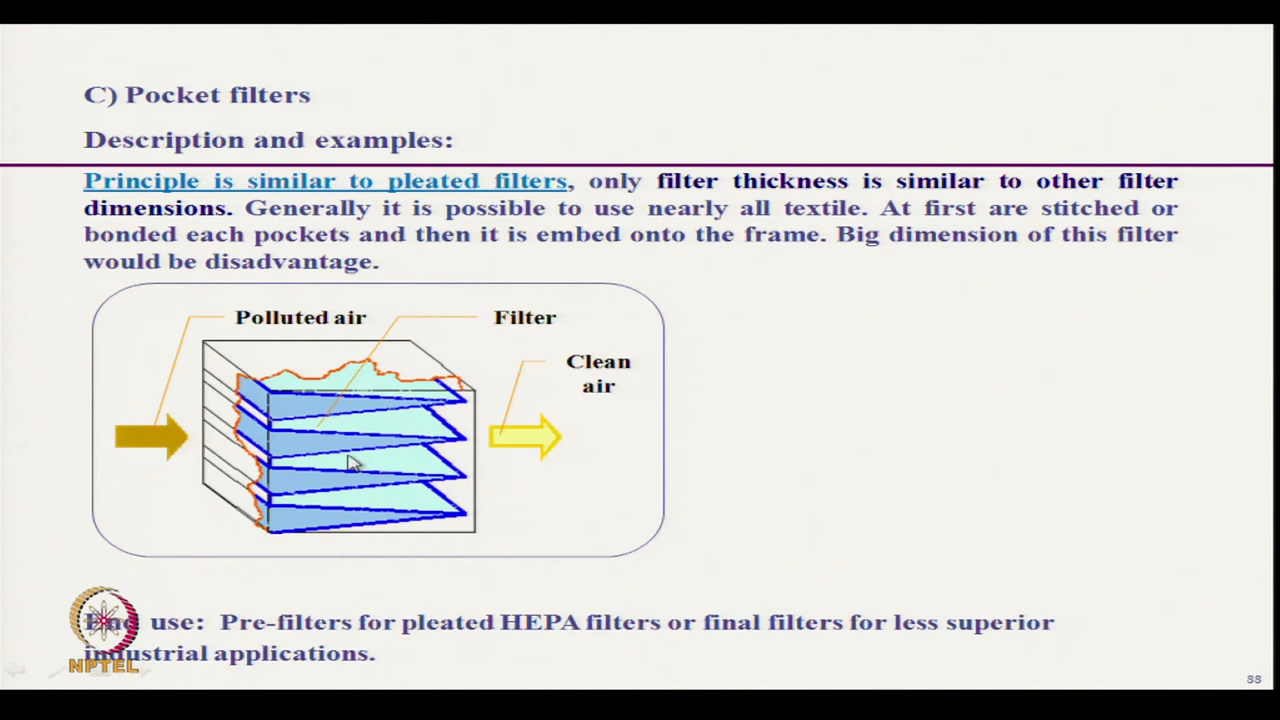 C) Pocket filters
Description and examples:
Principle is similar to pleated filters, only filter thickness is similar to other filter
dimensions. Generally it is possible to use nearly all textile. At first are stitched or
bonded each pockets and then it is embed onto the frame. Big dimension of this filter
would be disadvantage.
Polluted air
Filter
Clean
air
End use: Pre-filters for pleated HEPA filters or final filters for less superior
industrial applications.
NPTEL